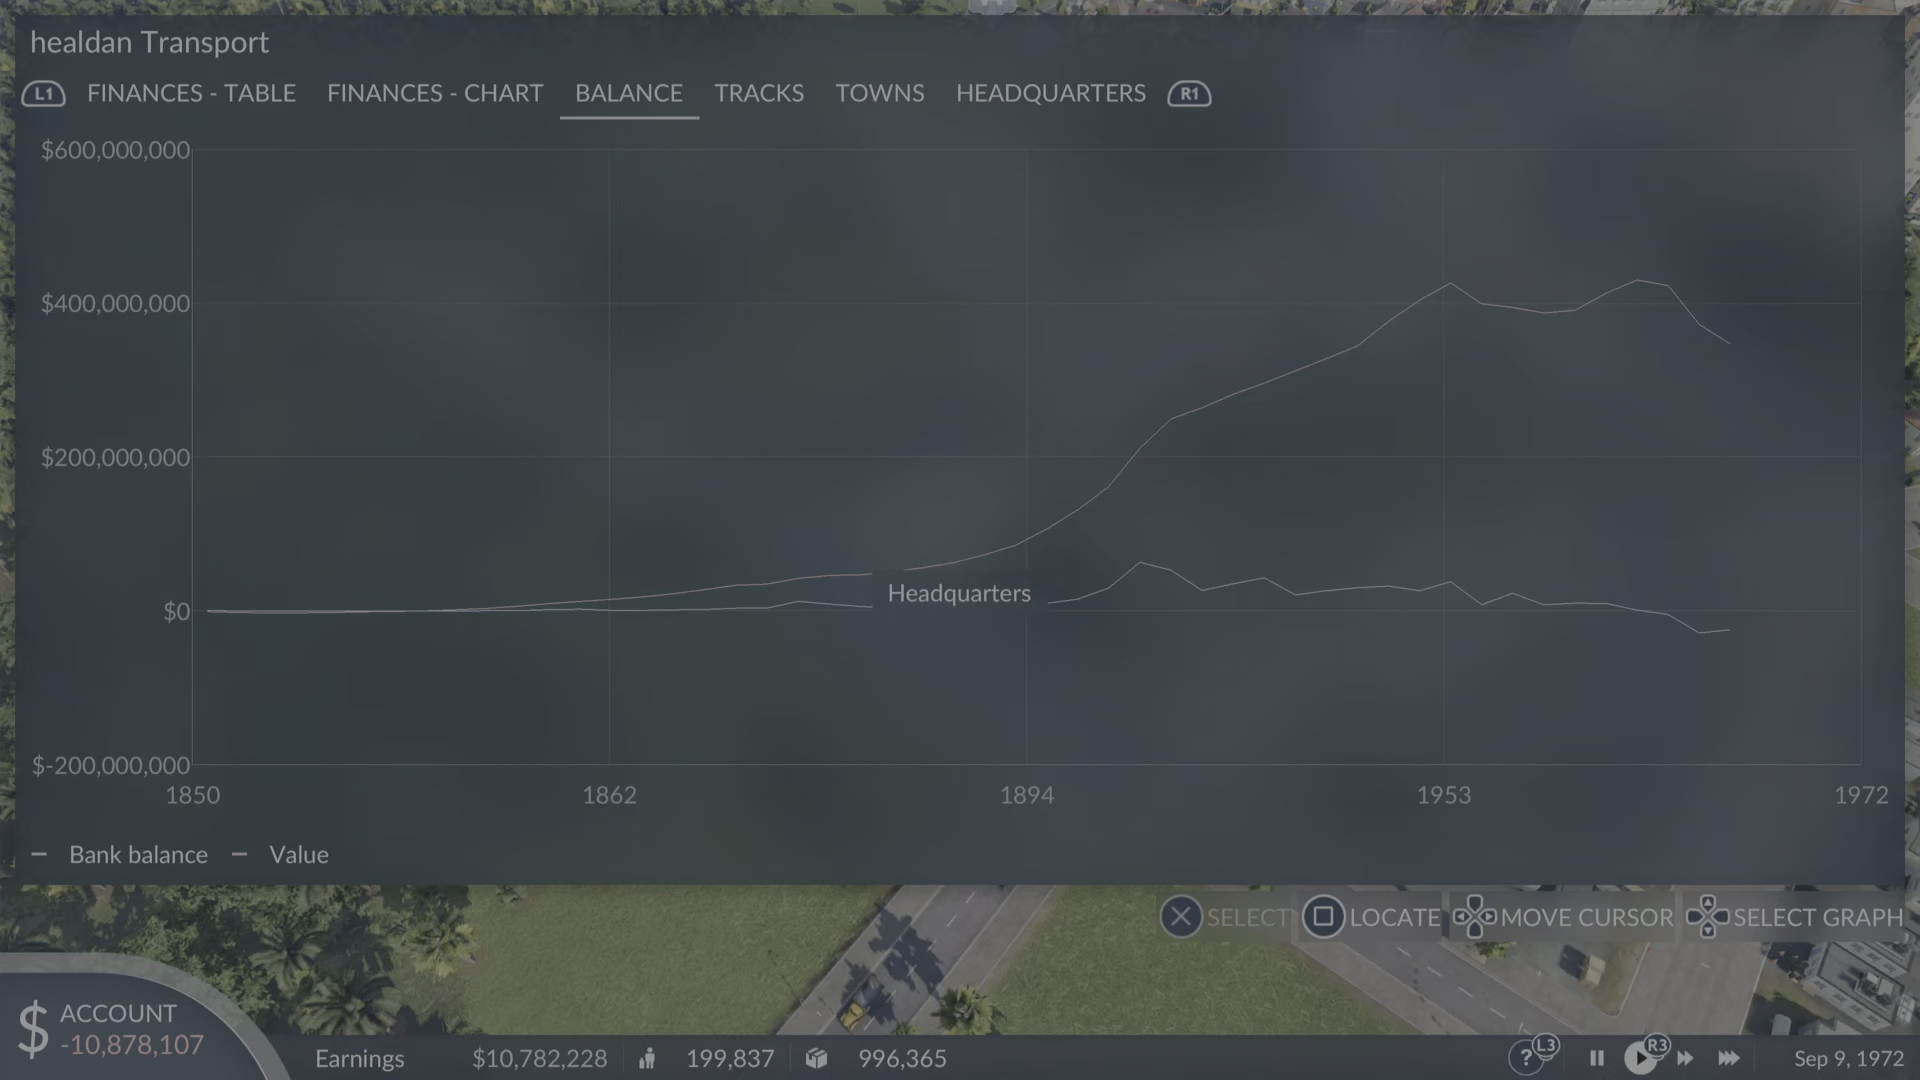 healdan Transport
L1 FINANCES - TABLE FINANCES - CHART BALANCE TRACKS TOWNS HEADQUARTERS R1
$600,000,000
$400,000,000
$200,000,000
Headquarters
$0
$-200,000,000
1850 1862 1894 1953 1972
Bank balance Value
SELECT LOCATE MOVE CURSOR SELECT GRAPH
$ ACCOUNT
-10,878,107
Earnings $10,782,228 199,837 996,365 ? L3 R3 Sep 9, 1972